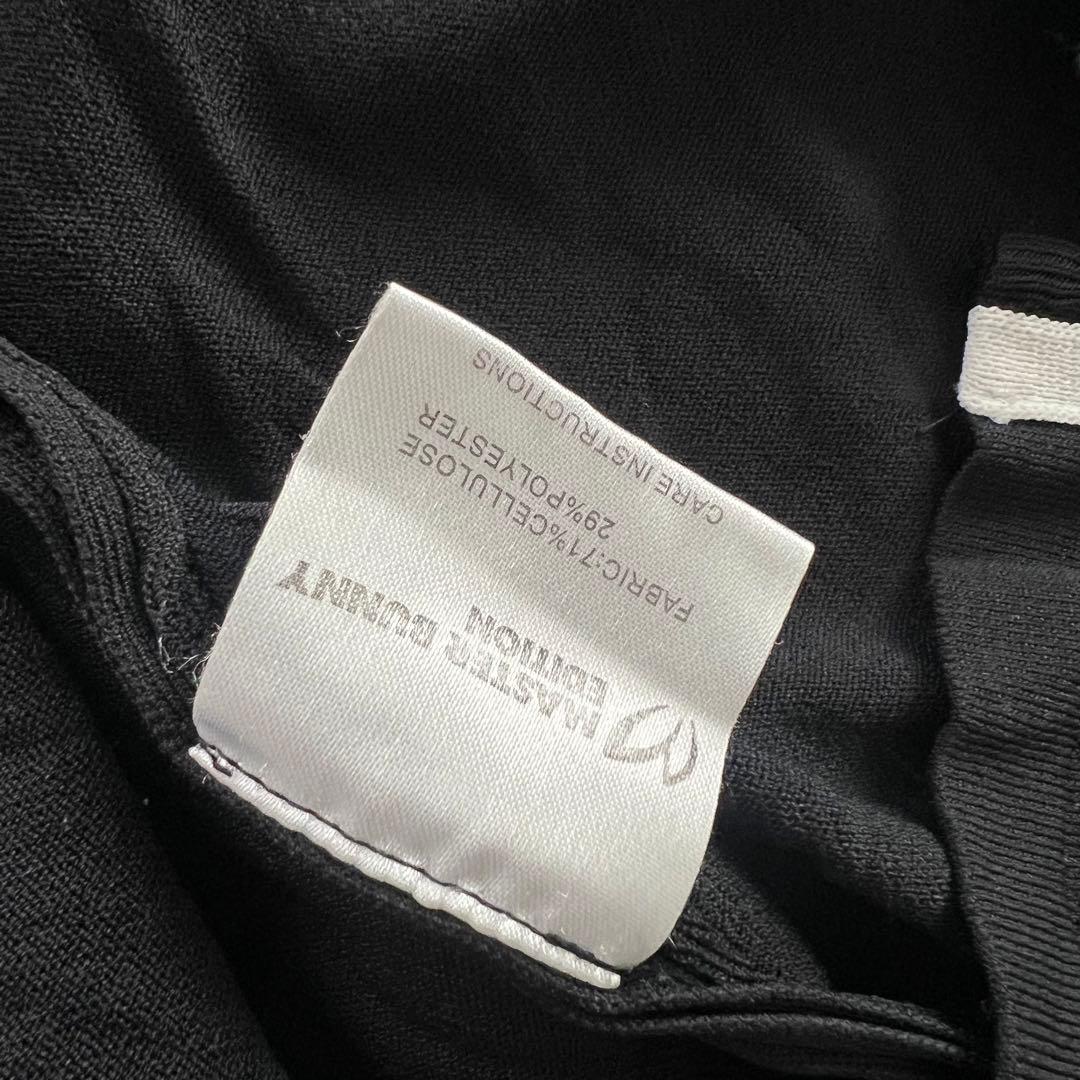 MASTER BUNNY
EDITION
FABRIC:71%CELLULOSE
29%POLYESTER
CARE INSTRUCTIONS